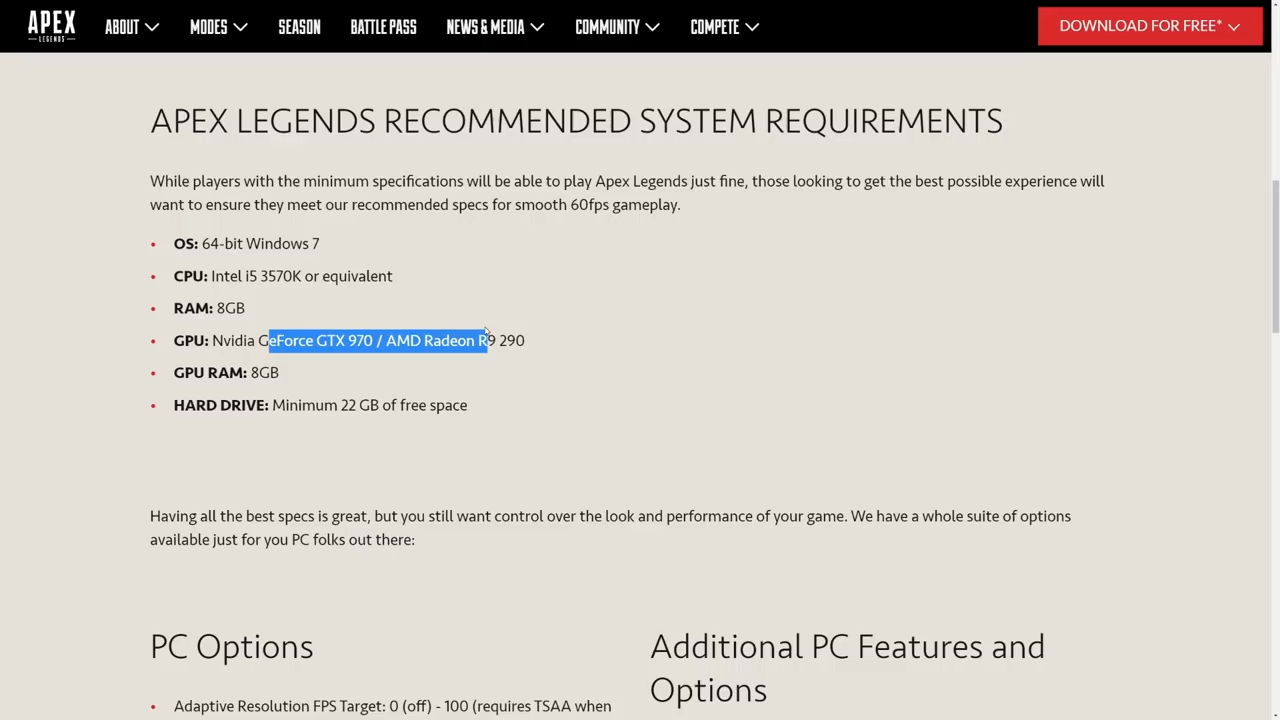 APEX
LEGENDS
ABOUT
MODES
SEASON
BATTLE PASS
NEWS & MEDIA
COMMUNITY
COMPETE
DOWNLOAD FOR FREE*
APEX LEGENDS RECOMMENDED SYSTEM REQUIREMENTS
While players with the minimum specifications will be able to play Apex Legends just fine, those looking to get the best possible experience will
want to ensure they meet our recommended specs for smooth 60fps gameplay.
• OS: 64-bit Windows 7
• CPU: Intel i5 3570K or equivalent
• RAM: 8GB
• GPU: Nvidia GeForce GTX 970 / AMD Radeon R9 290
• GPU RAM: 8GB
• HARD DRIVE: Minimum 22 GB of free space
Having all the best specs is great, but you still want control over the look and performance of your game. We have a whole suite of options
available just for you PC folks out there:
PC Options
• Adaptive Resolution FPS Target: 0 (off) - 100 (requires TSAA when
Additional PC Features and
Options